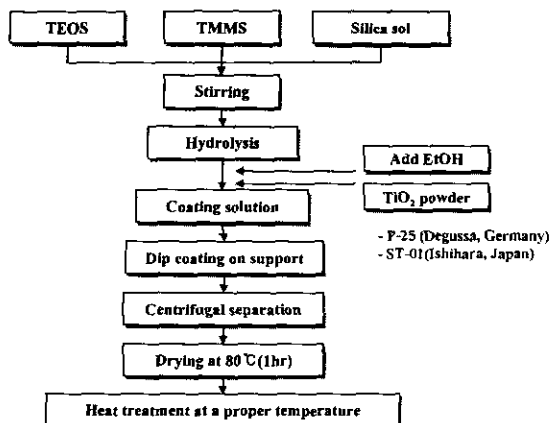 TEOS
TMMS
Silica sol
Stirring
Hydrolysis
Add EtOH
TiO₂ powder
Coating solution
- P-25 (Degussa, Germany)
- ST-01(Ishihara, Japan)
Dip coating on support
Centrifugal separation
Drying at 80℃(1hr)
Heat treatment at a proper temperature